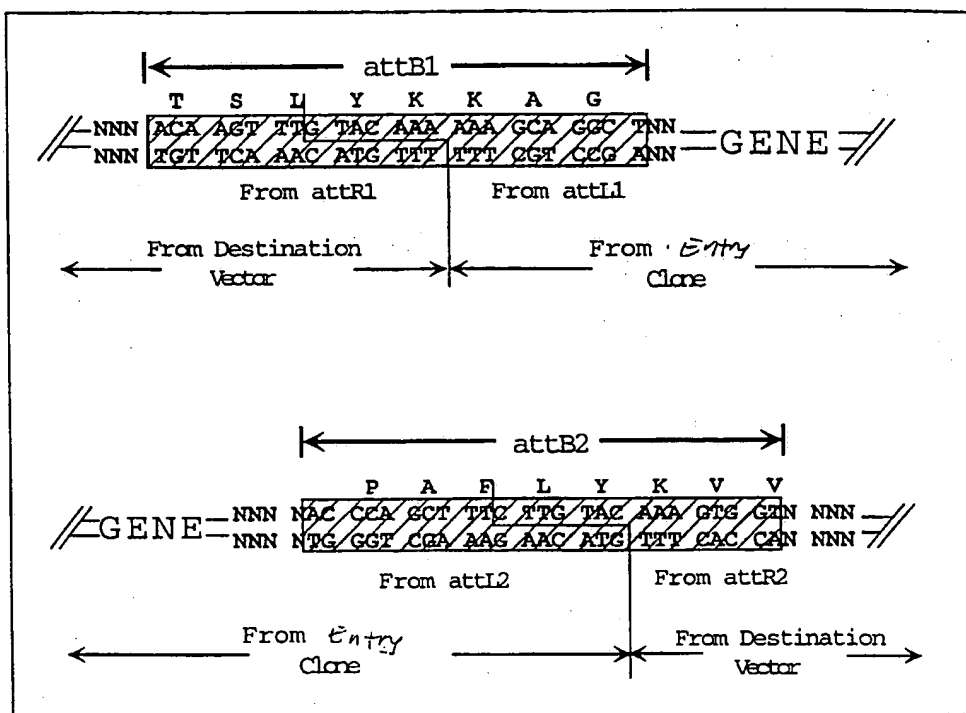 attB1
T S L Y K K A G
NNN ACA AGT TTG TAC AAA AAA GCA GGC TNN GENE
NNN TGT TCA AAC ATG TTT TTT CGT CCG ANN
From attR1 From attL1
From Destination Vector From Entry Clone
attB2
P A F L Y K V V
GENE NNN NAC CCA GCT TTC TTG TAC AAA GTG GTN NNN
NNN NTG GGT CGA AAG AAC ATG TTT CAC CAN NNN
From attL2 From attR2
From Entry Clone From Destination Vector